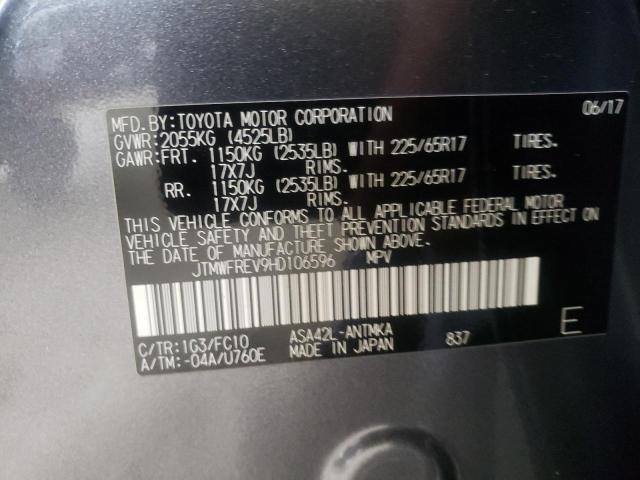 MFD.BY:TOYOTA MOTOR CORPORATION 06/17
GVWR:2055KG (4525LB)
GAWR:FRT. 1150KG (2535LB) WITH 225/65R17 TIRES.
17X7J RIMS.
RR. 1150KG (2535LB) WITH 225/65R17 TIRES.
17X7J RIMS.
THIS VEHICLE CONFORMS TO ALL APPLICABLE FEDERAL MOTOR
VEHICLE SAFETY AND THEFT PREVENTION STANDARDS IN EFFECT ON
THE DATE OF MANUFACTURE SHOWN ABOVE.
JTMWFREV9HD106596 MPV
C/TR:1G3/FC10 ASA42L-ANTMKA 837 E
A/TM:-04A/U760E MADE IN JAPAN